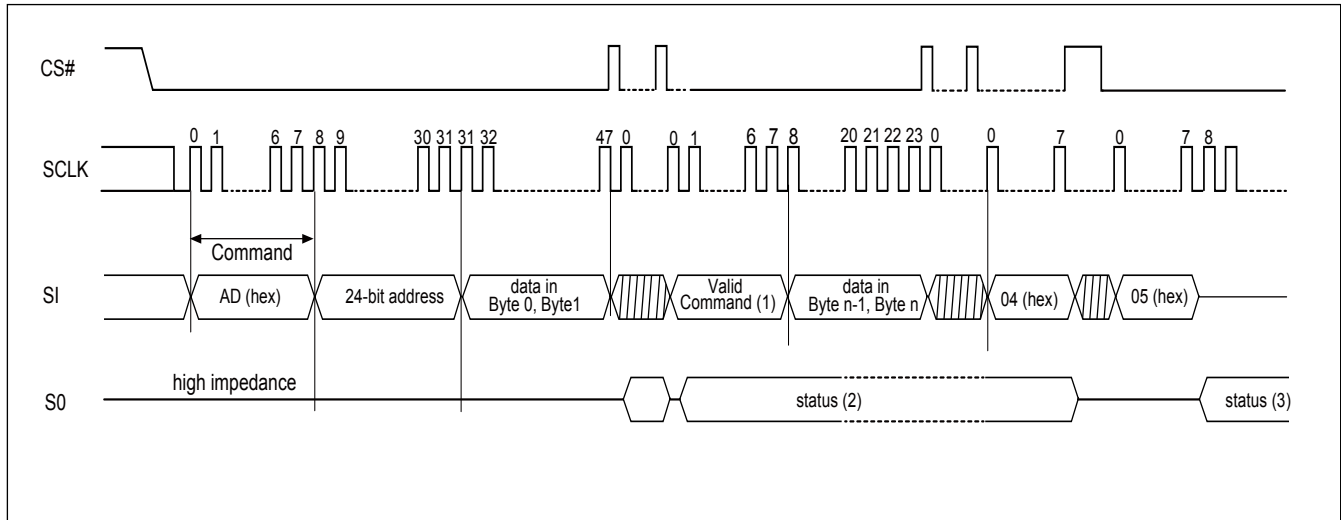 CS#
0 1 6 7 8 9 30 31 31 32 47 0 0 1 6 7 8 20 21 22 23 0 0 7 0 7 8
SCLK
Command
SI
AD (hex)
24-bit address
data in
Byte 0, Byte1
Valid
Command (1)
data in
Byte n-1, Byte n
04 (hex)
05 (hex)
high impedance
S0
status (2)
status (3)